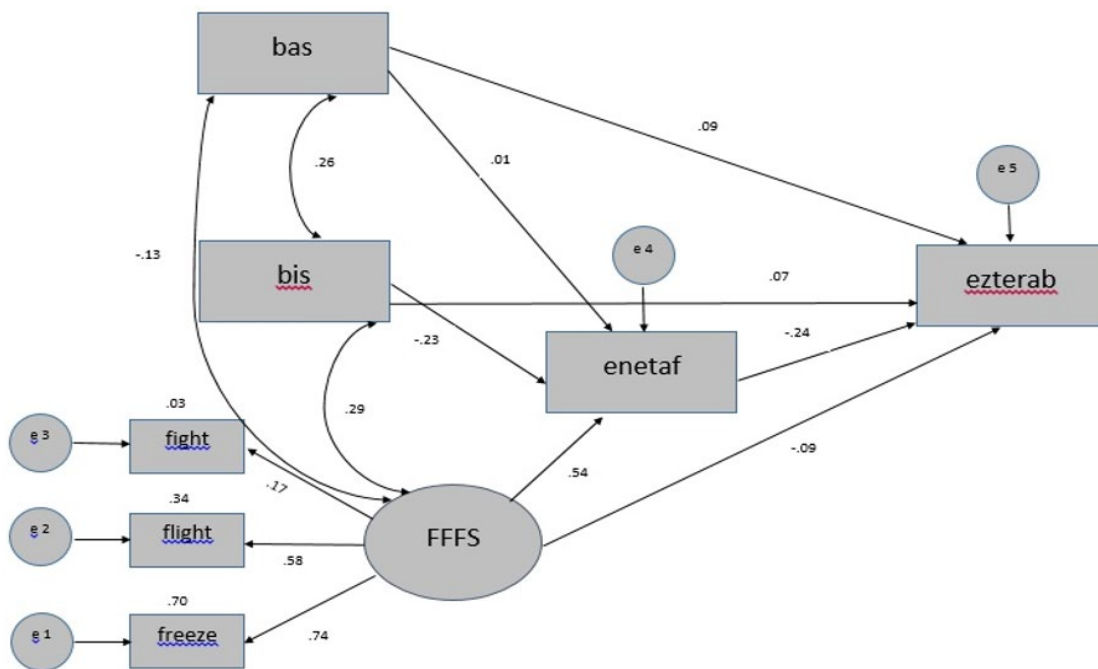 bas
.09
e 5
.01
.26
e 4
-.13
bis
.07
ezterab
-.23
-.24
enetaf
.29
.03
e 3
fight
-.09
.54
.17
.34
e 2
flight
FFFS
.58
.70
e 1
freeze
.74